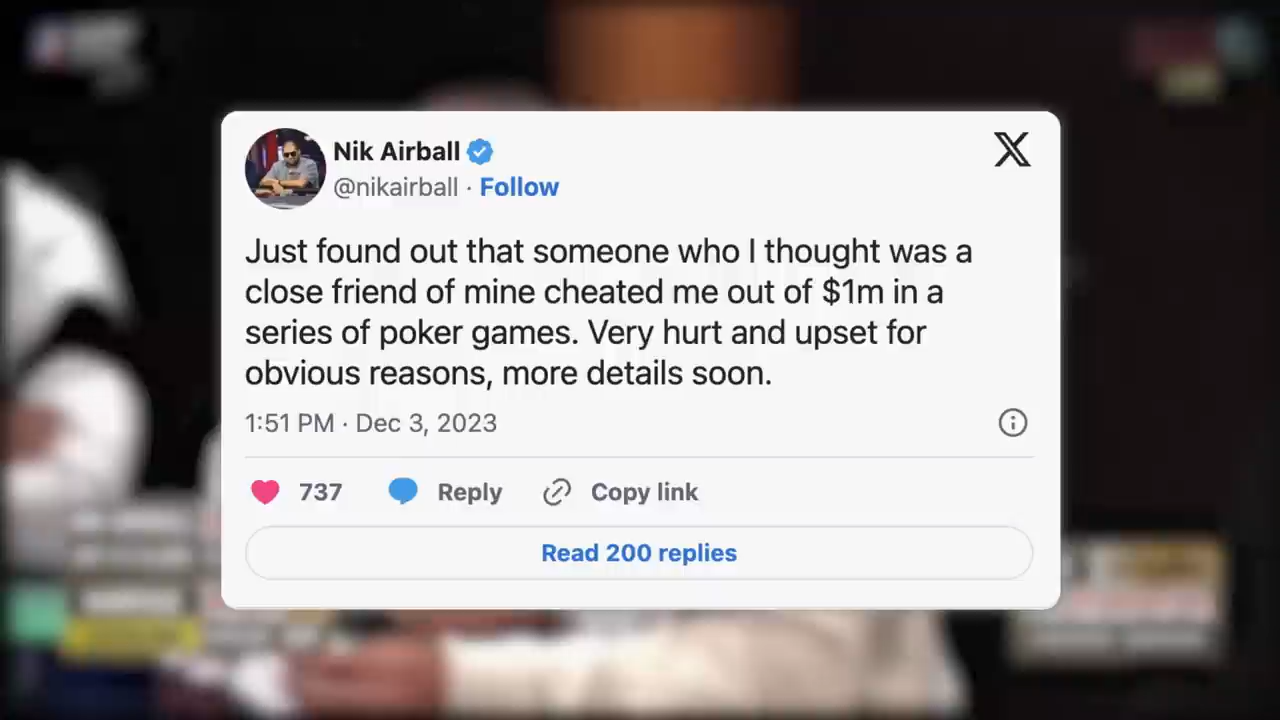 Nik Airball
@nikairball · Follow
Just found out that someone who I thought was a
close friend of mine cheated me out of $1m in a
series of poker games. Very hurt and upset for
obvious reasons, more details soon.
1:51 PM · Dec 3, 2023
737 Reply Copy link
Read 200 replies